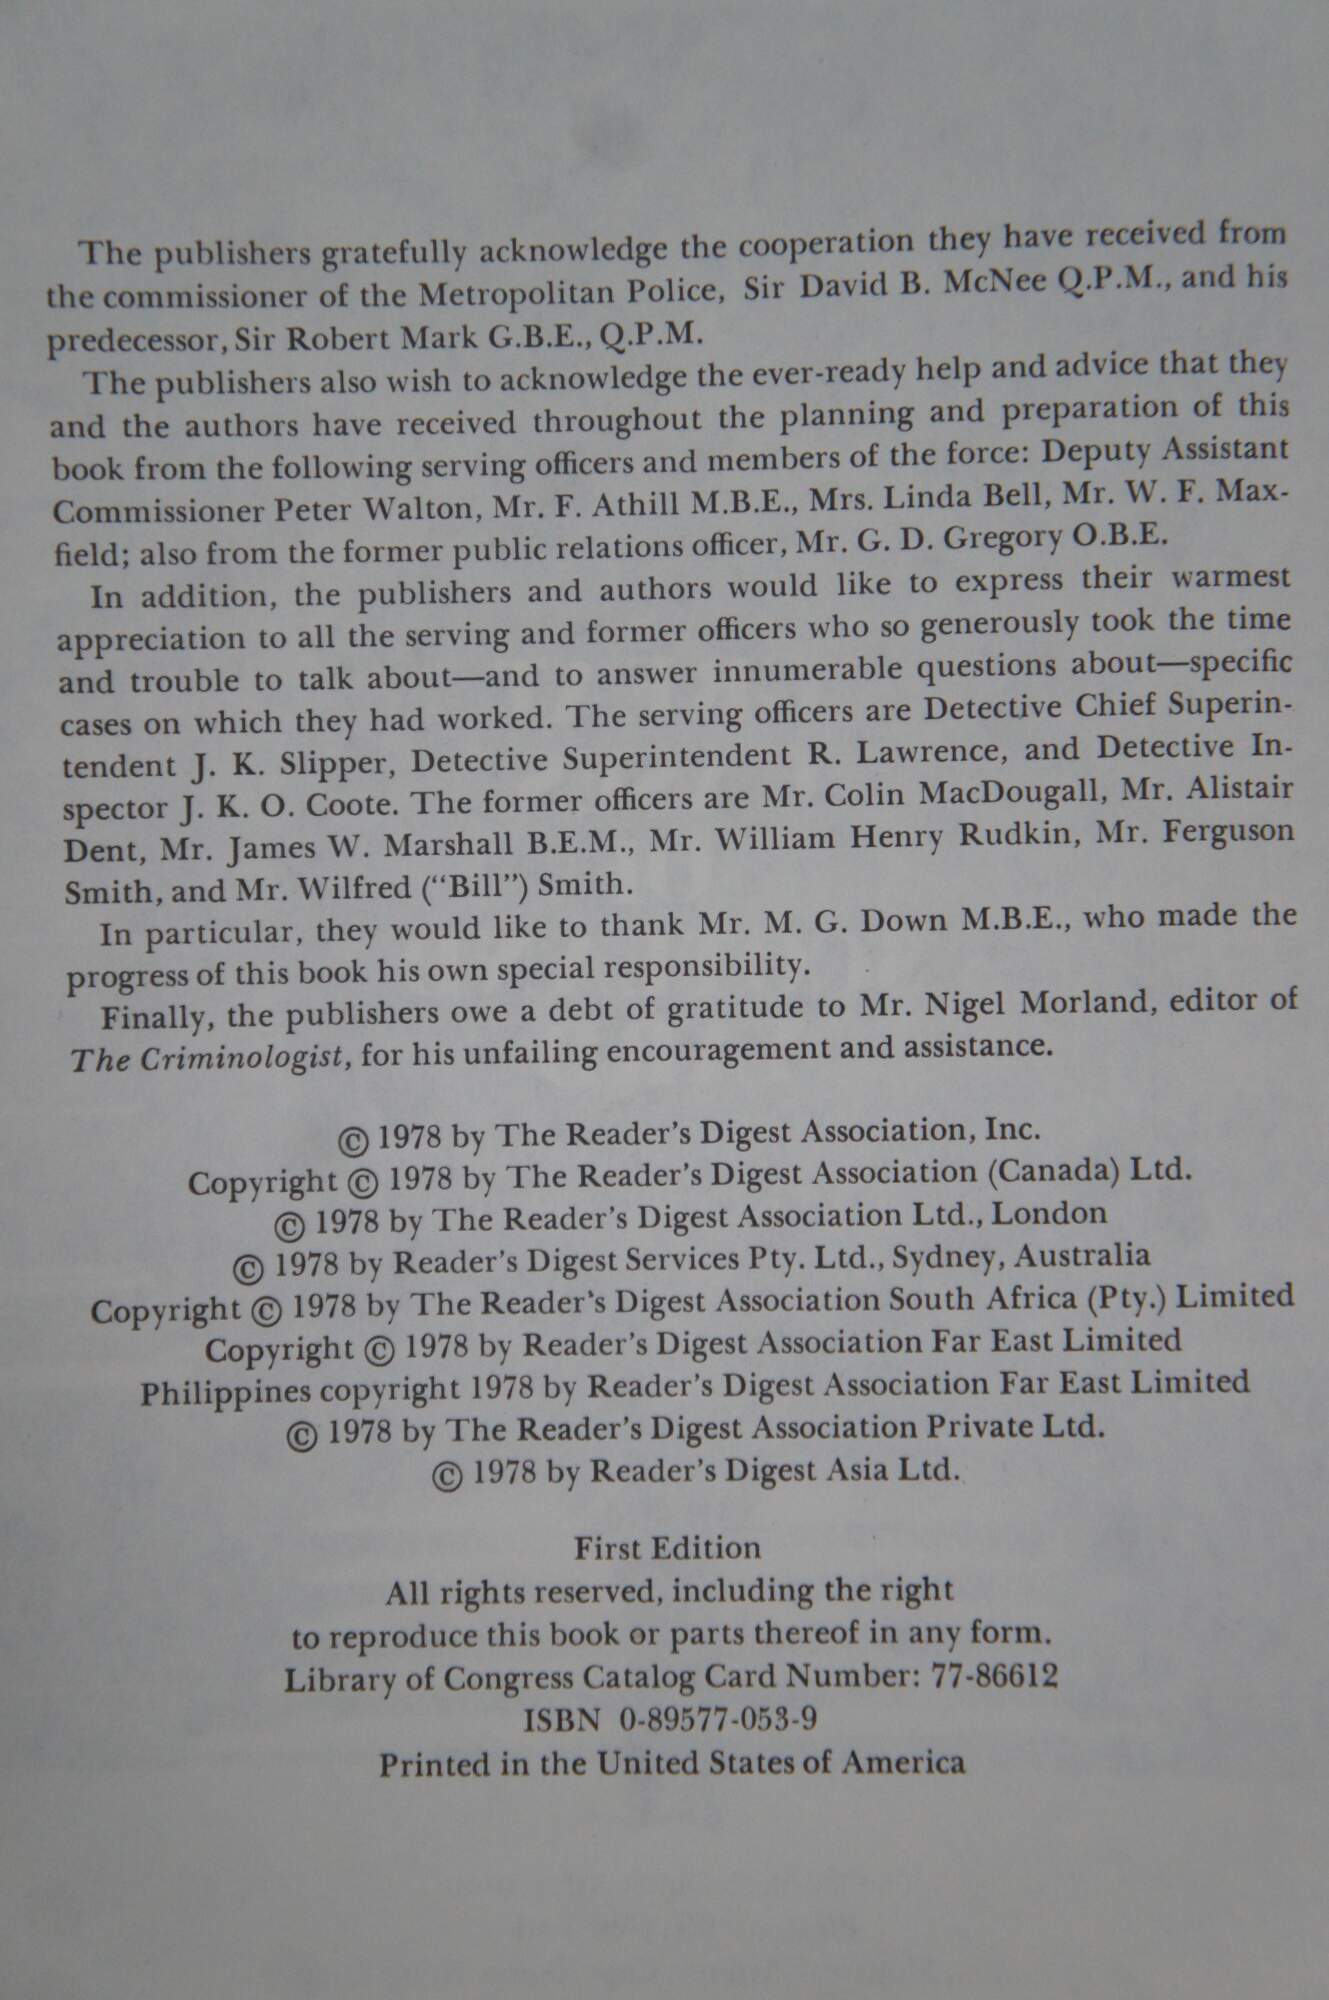 The publishers gratefully acknowledge the cooperation they have received from
the commissioner of the Metropolitan Police, Sir David B. McNee Q.P.M., and his
predecessor, Sir Robert Mark G.B.E., Q.P.M.
The publishers also wish to acknowledge the ever-ready help and advice that they
and the authors have received throughout the planning and preparation of this
book from the following serving officers and members of the force: Deputy Assistant
Commissioner Peter Walton, Mr. F. Athill M.B.E., Mrs. Linda Bell, Mr. W. F. Max-
field; also from the former public relations officer, Mr. G. D. Gregory O.B.E.
In addition, the publishers and authors would like to express their warmest
appreciation to all the serving and former officers who so generously took the time
and trouble to talk about—and to answer innumerable questions about—specific
cases on which they had worked. The serving officers are Detective Chief Superin-
tendent J. K. Slipper, Detective Superintendent R. Lawrence, and Detective In-
spector J. K. O. Coote. The former officers are Mr. Colin MacDougall, Mr. Alistair
Dent, Mr. James W. Marshall B.E.M., Mr. William Henry Rudkin, Mr. Ferguson
Smith, and Mr. Wilfred (“Bill”) Smith.
In particular, they would like to thank Mr. M. G. Down M.B.E., who made the
progress of this book his own special responsibility.
Finally, the publishers owe a debt of gratitude to Mr. Nigel Morland, editor of
The Criminologist, for his unfailing encouragement and assistance.
© 1978 by The Reader’s Digest Association, Inc.
Copyright © 1978 by The Reader’s Digest Association (Canada) Ltd.
© 1978 by The Reader’s Digest Association Ltd., London
© 1978 by Reader’s Digest Services Pty. Ltd., Sydney, Australia
Copyright © 1978 by The Reader‘s Digest Association South Africa (Pty.) Limited
Copyright © 1978 by Reader’s Digest Association Far East Limited
Philippines copyright 1978 by Reader’s Digest Association Far East Limited
© 1978 by The Reader’s Digest Association Private Ltd.
© 1978 by Reader’s Digest Asia Ltd.
First Edition
All rights reserved, including the right
to reproduce this book or parts thereof in any form.
Library of Congress Catalog Card Number: 77-86612
ISBN 0-89577-053-9
Printed in the United States of America